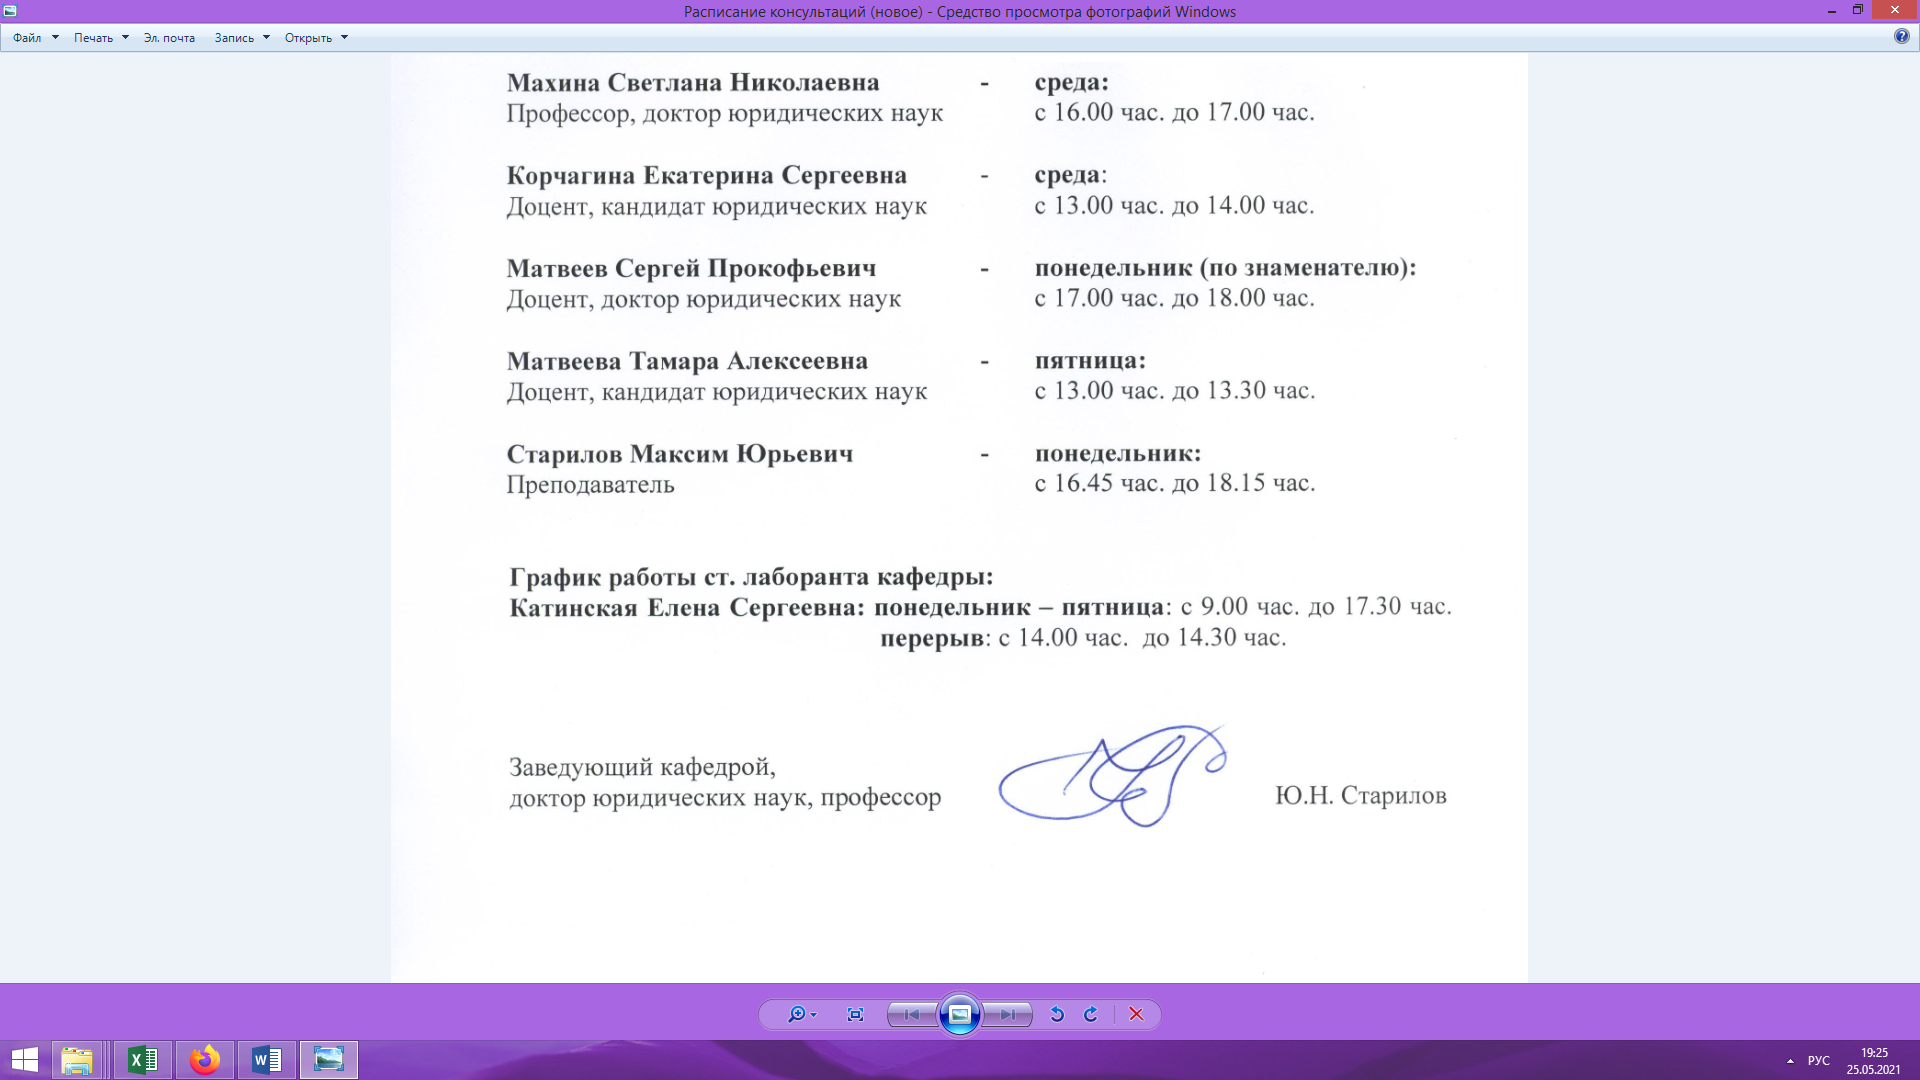 Расписание консультаций (новое) - Средство просмотра фотографий Windows
Файл Печать Эл. почта Запись Открыть
Махина Светлана Николаевна - среда:
Профессор, доктор юридических наук с 16.00 час. до 17.00 час.
Корчагина Екатерина Сергеевна - среда:
Доцент, кандидат юридических наук с 13.00 час. до 14.00 час.
Матвеев Сергей Прокофьевич - понедельник (по знаменателю):
Доцент, доктор юридических наук с 17.00 час. до 18.00 час.
Матвеева Тамара Алексеевна - пятница:
Доцент, кандидат юридических наук с 13.00 час. до 13.30 час.
Старилов Максим Юрьевич - понедельник:
Преподаватель с 16.45 час. до 18.15 час.
График работы ст. лаборанта кафедры:
Катинская Елена Сергеевна: понедельник – пятница: с 9.00 час. до 17.30 час.
перерыв: с 14.00 час. до 14.30 час.
Заведующий кафедрой,
доктор юридических наук, профессор Ю.Н. Старилов
РУС
19:25
25.05.2021